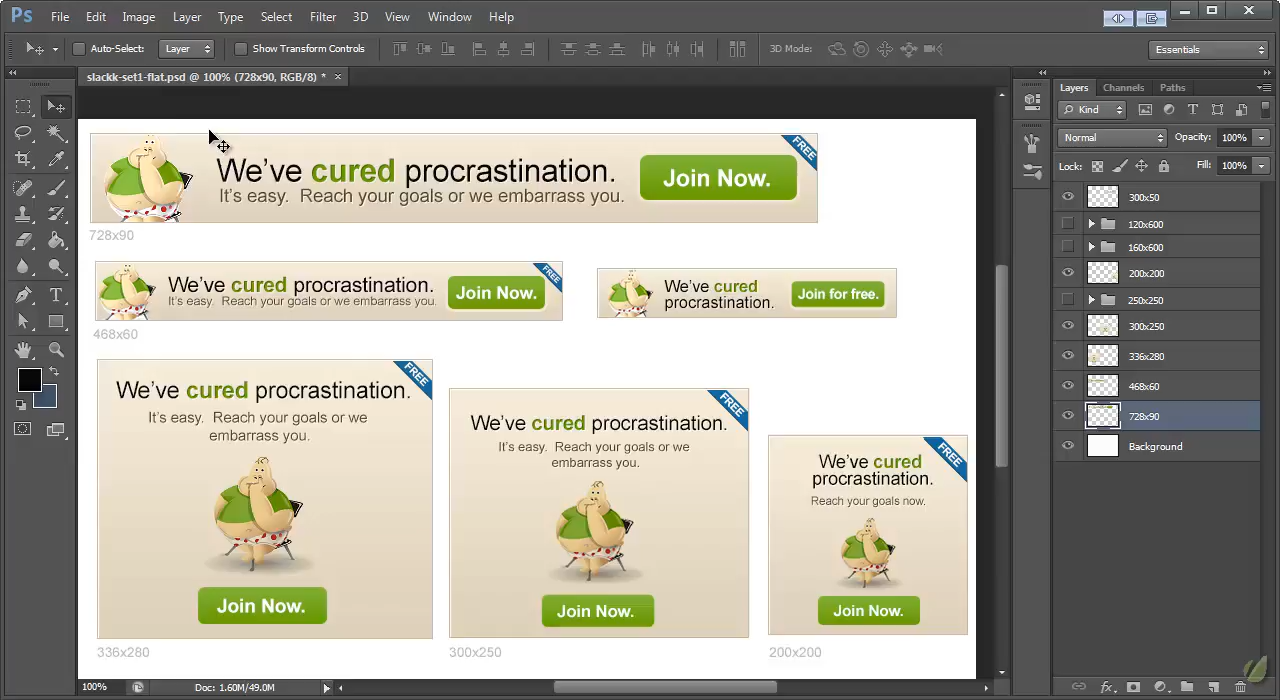 Ps File Edit Image Layer Type Select Filter 3D View Window Help
Auto-Select: Layer Show Transform Controls 3D Mode: Essentials
slackk-set1-flat.psd @ 100% (728x90, RGB/8) * ×
We've cured procrastination.
It's easy. Reach your goals or we embarrass you.
Join Now.
FREE
728x90
We've cured procrastination.
It's easy. Reach your goals or we embarrass you.
Join Now.
FREE
468x60
We've cured
procrastination.
Join for free.
FREE
We've cured procrastination.
It's easy. Reach your goals or we
embarrass you.
Join Now.
336x280
FREE
We've cured procrastination.
It's easy. Reach your goals or we
embarrass you.
Join Now.
300x250
FREE
We've cured
procrastination.
Reach your goals now.
Join Now.
200x200
100% Doc: 1.60M/49.0M
Layers Channels Paths
Kind
Normal Opacity: 100%
Lock: Fill: 100%
300x50
120x600
160x600
200x200
250x250
300x250
336x280
468x60
728x90
Background
fx